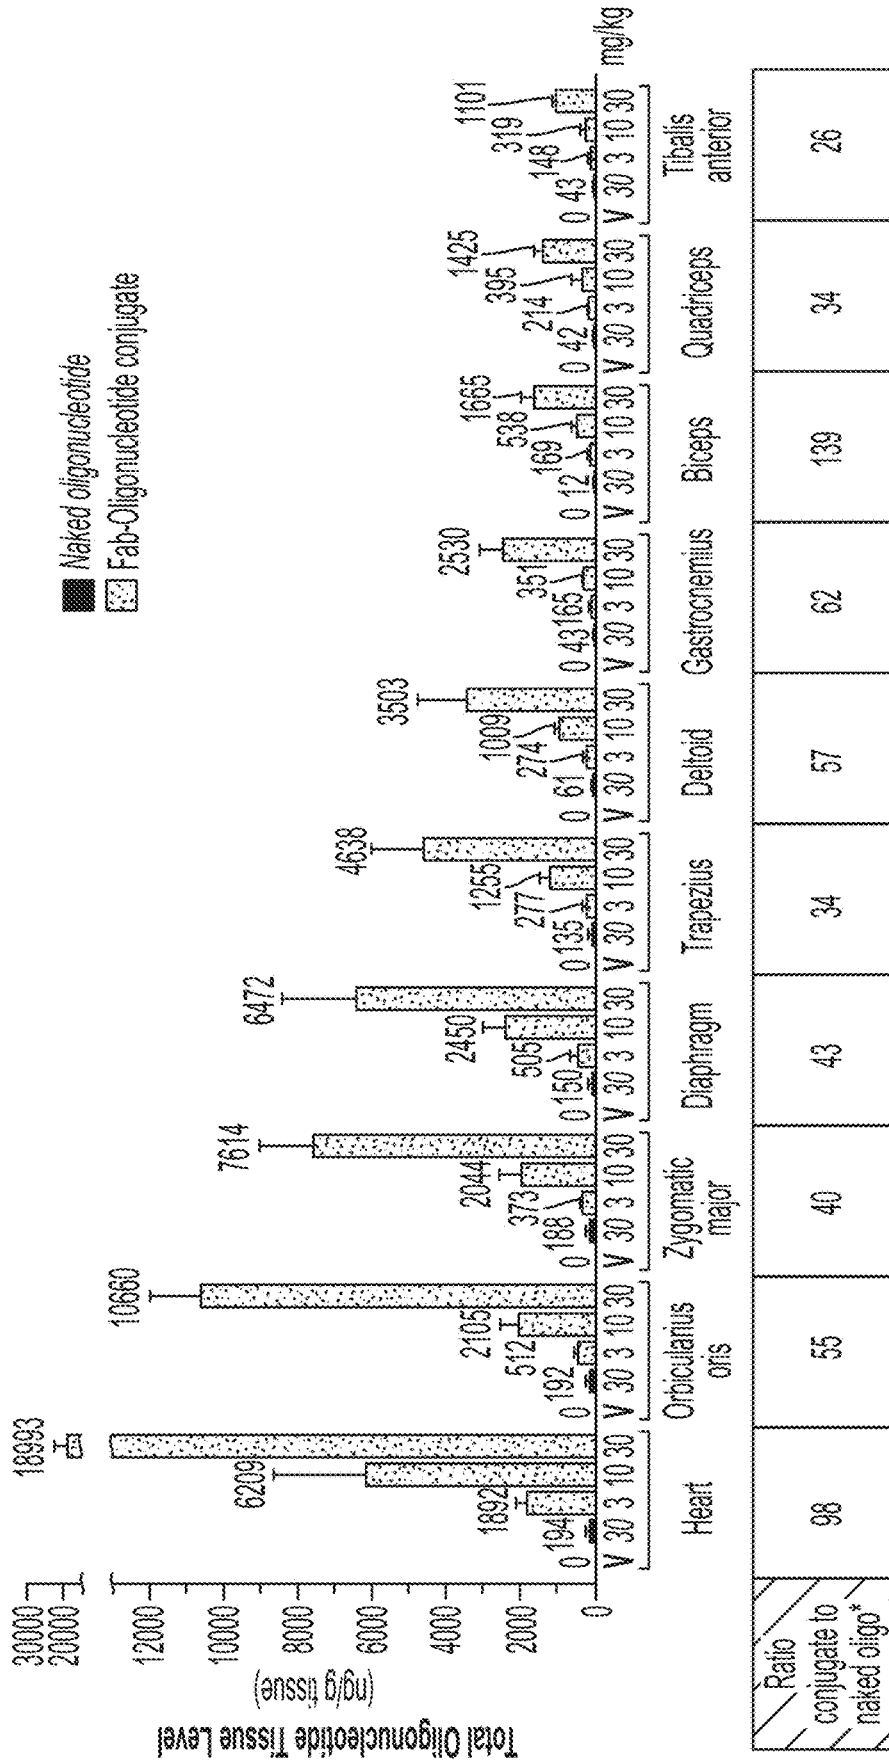 Naked oligonucleotide
Fab-Oligonucleotide conjugate
Total Oligonucleotide Tissue Level
(ng/g tissue)
30000
20000
12000
10000
8000
6000
4000
2000
0
0 194 1892 6209 18993
0 192 512 2105 10660
0 188 373 2044 7614
0 150 505 2450 6472
0 135 277 1255 4638
0 61 274 1009 3503
0 43 165 351 2530
0 12 169 538 1665
0 42 214 395 1425
0 43 148 319 1101
V 30 3 10 30 V 30 3 10 30 V 30 3 10 30 V 30 3 10 30 V 30 3 10 30 V 30 3 10 30 V 30 3 10 30 V 30 3 10 30 V 30 3 10 30 V 30 3 10 30 mg/kg
Heart
Orbicularius
oris
Zygomatic
major
Diaphragm
Trapezius
Deltoid
Gastrocnemius
Biceps
Quadriceps
Tibalis
anterior
Ratio
conjugate to
naked oligo*
98 55 40 43 34 57 62 139 34 26